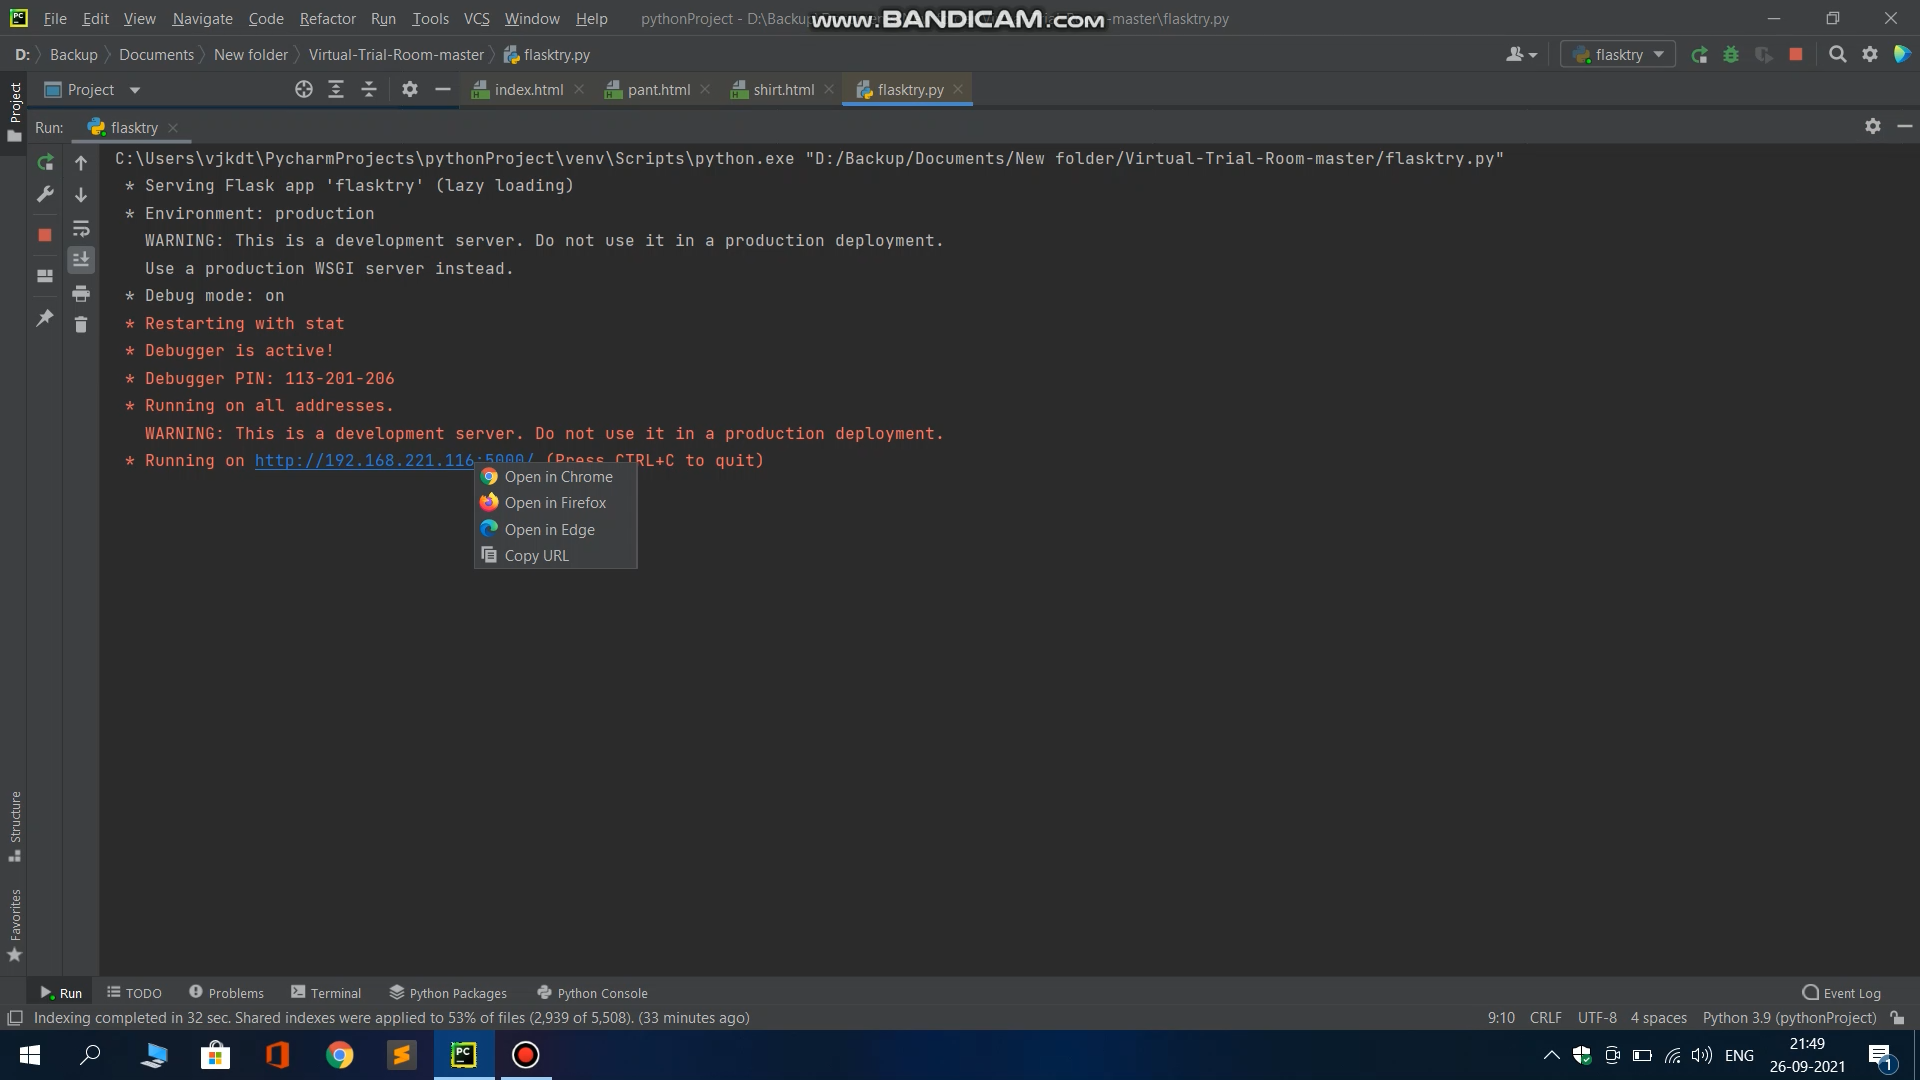 File Edit View Navigate Code Refactor Run Tools VCS Window Help pythonProject - D:\Backup www.BANDICAM.com -master\flasktry.py
D: Backup Documents New folder Virtual-Trial-Room-master flasktry.py flasktry
Project index.html pant.html shirt.html flasktry.py
Project
Run: flasktry
C:\Users\vjkdt\PycharmProjects\pythonProject\venv\Scripts\python.exe "D:/Backup/Documents/New folder/Virtual-Trial-Room-master/flasktry.py"
* Serving Flask app 'flasktry' (lazy loading)
* Environment: production
WARNING: This is a development server. Do not use it in a production deployment.
Use a production WSGI server instead.
* Debug mode: on
* Restarting with stat
* Debugger is active!
* Debugger PIN: 113-201-206
* Running on all addresses.
WARNING: This is a development server. Do not use it in a production deployment.
* Running on http://192.168.221.116:5000/ (Press CTRL+C to quit)
Open in Chrome
Open in Firefox
Open in Edge
Copy URL
Structure
Favorites
Run TODO Problems Terminal Python Packages Python Console Event Log
Indexing completed in 32 sec. Shared indexes were applied to 53% of files (2,939 of 5,508). (33 minutes ago) 9:10 CRLF UTF-8 4 spaces Python 3.9 (pythonProject)
PC ENG 21:49
26-09-2021 1